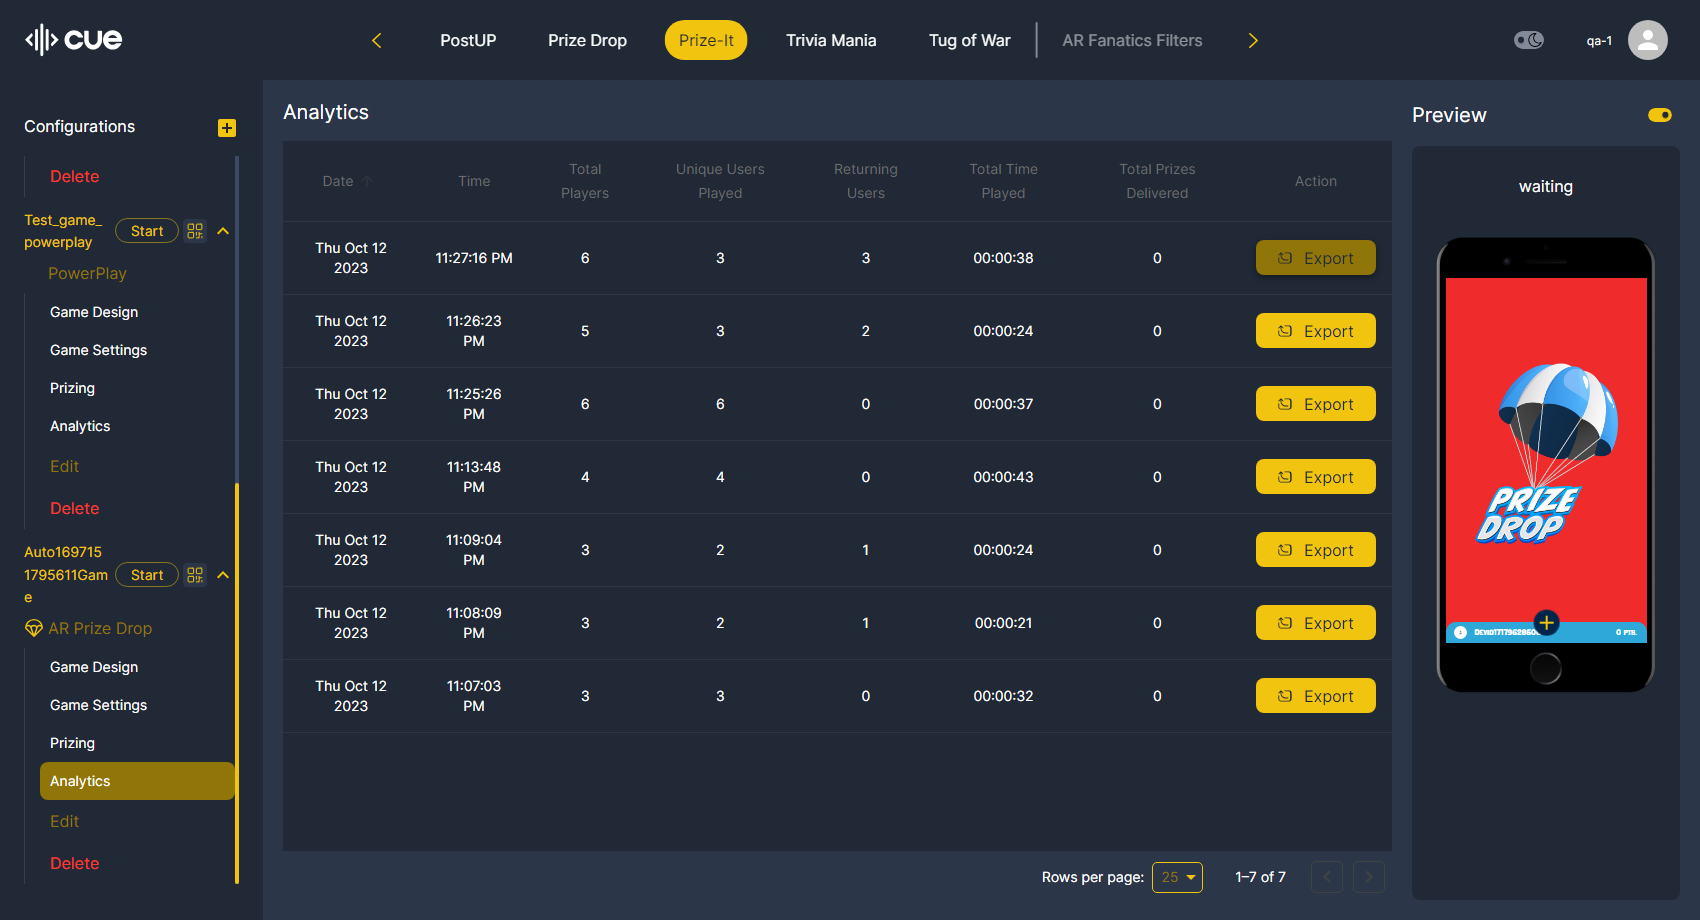 cue
PostUP
Prize Drop
Prize-It
Trivia Mania
Tug of War
AR Fanatics Filters
qa-1
Configurations
Delete
Test_game_
powerplay
Start
PowerPlay
Game Design
Game Settings
Prizing
Analytics
Edit
Delete
Auto169715
1795611Gam
e
Start
AR Prize Drop
Game Design
Game Settings
Prizing
Analytics
Edit
Delete
Analytics
Date
Time
Total
Players
Unique Users
Played
Returning
Users
Total Time
Played
Total Prizes
Delivered
Action
Thu Oct 12
2023
11:27:16 PM
6
3
3
00:00:38
0
Export
Thu Oct 12
2023
11:26:23
PM
5
3
2
00:00:24
0
Export
Thu Oct 12
2023
11:25:26
PM
6
6
0
00:00:37
0
Export
Thu Oct 12
2023
11:13:48
PM
4
4
0
00:00:43
0
Export
Thu Oct 12
2023
11:09:04
PM
3
2
1
00:00:24
0
Export
Thu Oct 12
2023
11:08:09
PM
3
2
1
00:00:21
0
Export
Thu Oct 12
2023
11:07:03
PM
3
3
0
00:00:32
0
Export
Rows per page:
25
1–7 of 7
Preview
waiting
PRIZE
DROP
0 PTS.